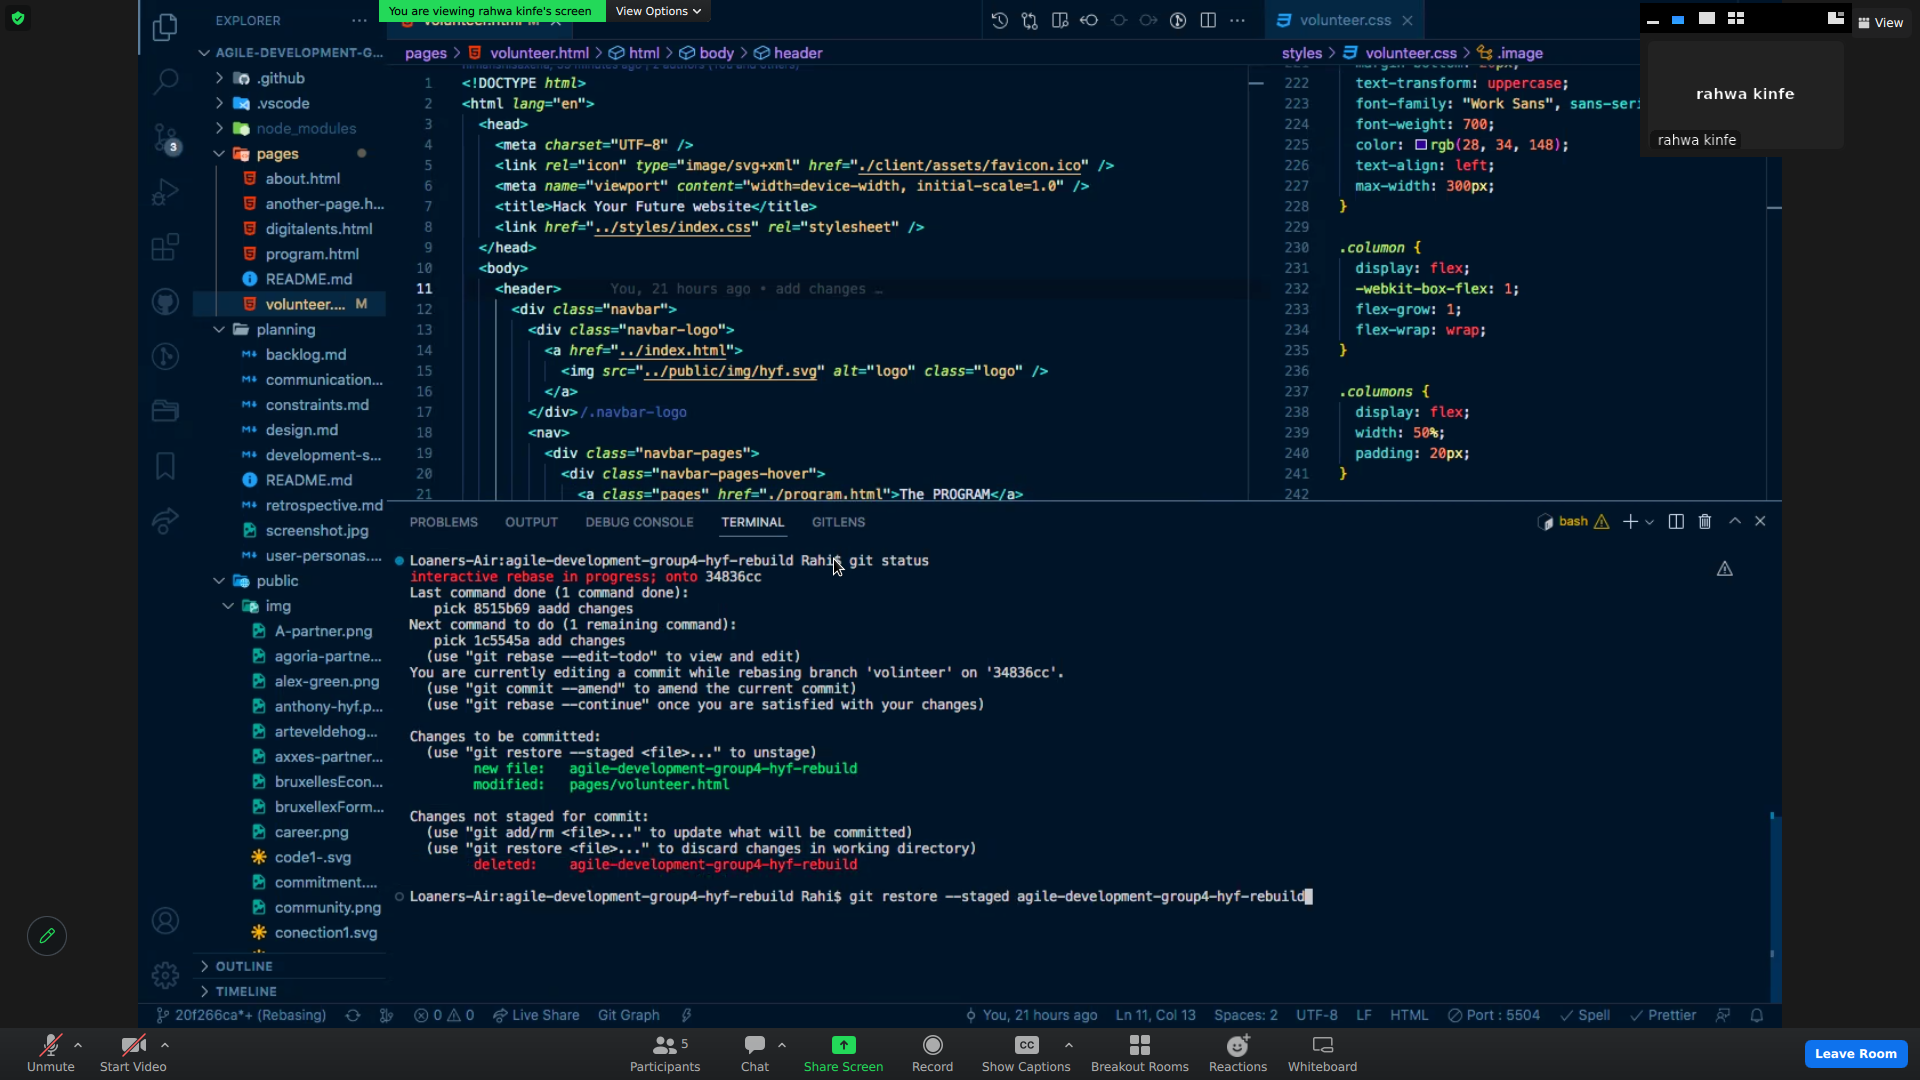 You are viewing rahwa kinfe's screen
View Options
View
rahwa kinfe
rahwa kinfe
EXPLORER
AGILE-DEVELOPMENT-G...
.github
.vscode
node_modules
pages
about.html
another-page.h...
digitalents.html
program.html
README.md
volunteer.... M
planning
backlog.md
communication...
constraints.md
design.md
development-s...
README.md
retrospective.md
screenshot.jpg
user-personas....
public
img
A-partner.png
agoria-partne...
alex-green.png
anthony-hyf.p...
arteveldehog...
axxes-partner...
bruxellesEcon...
bruxellexForm...
career.png
code1-.svg
commitment....
community.png
conection1.svg
OUTLINE
TIMELINE
3
volunteer.html M
pages > volunteer.html > html > body > header
1 <!DOCTYPE html>
2 <html lang="en">
3 <head>
4 <meta charset="UTF-8" />
5 <link rel="icon" type="image/svg+xml" href="./client/assets/favicon.ico" />
6 <meta name="viewport" content="width=device-width, initial-scale=1.0" />
7 <title>Hack Your Future website</title>
8 <link href="../styles/index.css" rel="stylesheet" />
9 </head>
10 <body>
11 <header> You, 21 hours ago • add changes …
12 <div class="navbar">
13 <div class="navbar-logo">
14 <a href="../index.html">
15 <img src="../public/img/hyf.svg" alt="logo" class="logo" />
16 </a>
17 </div> /.navbar-logo
18 <nav>
19 <div class="navbar-pages">
20 <div class="navbar-pages-hover">
21 <a class="pages" href="./program.html">The PROGRAM</a>
volunteer.css
styles > volunteer.css > .image
222 text-transform: uppercase;
223 font-family: "Work Sans", sans-seri
224 font-weight: 700;
225 color: rgb(28, 34, 148);
226 text-align: left;
227 max-width: 300px;
228 }
229
230 .columon {
231 display: flex;
232 -webkit-box-flex: 1;
233 flex-grow: 1;
234 flex-wrap: wrap;
235 }
236
237 .columns {
238 display: flex;
239 width: 50%;
240 padding: 20px;
241 }
242
PROBLEMS OUTPUT DEBUG CONSOLE TERMINAL GITLENS
bash
Loaners-Air:agile-development-group4-hyf-rebuild Rahi$ git status
interactive rebase in progress; onto 34836cc
Last command done (1 command done):
pick 8515b69 aadd changes
Next command to do (1 remaining command):
pick 1c5545a add changes
(use "git rebase --edit-todo" to view and edit)
You are currently editing a commit while rebasing branch 'volinteer' on '34836cc'.
(use "git commit --amend" to amend the current commit)
(use "git rebase --continue" once you are satisfied with your changes)
Changes to be committed:
(use "git restore --staged <file>..." to unstage)
new file: agile-development-group4-hyf-rebuild
modified: pages/volunteer.html
Changes not staged for commit:
(use "git add/rm <file>..." to update what will be committed)
(use "git restore <file>..." to discard changes in working directory)
deleted: agile-development-group4-hyf-rebuild
Loaners-Air:agile-development-group4-hyf-rebuild Rahi$ git restore --staged agile-development-group4-hyf-rebuild
20f266ca*+ (Rebasing) 0 0 Live Share Git Graph You, 21 hours ago Ln 11, Col 13 Spaces: 2 UTF-8 LF HTML Port : 5504 Spell Prettier
Unmute Start Video Participants 5 Chat Share Screen Record CC Show Captions Breakout Rooms Reactions Whiteboard Leave Room